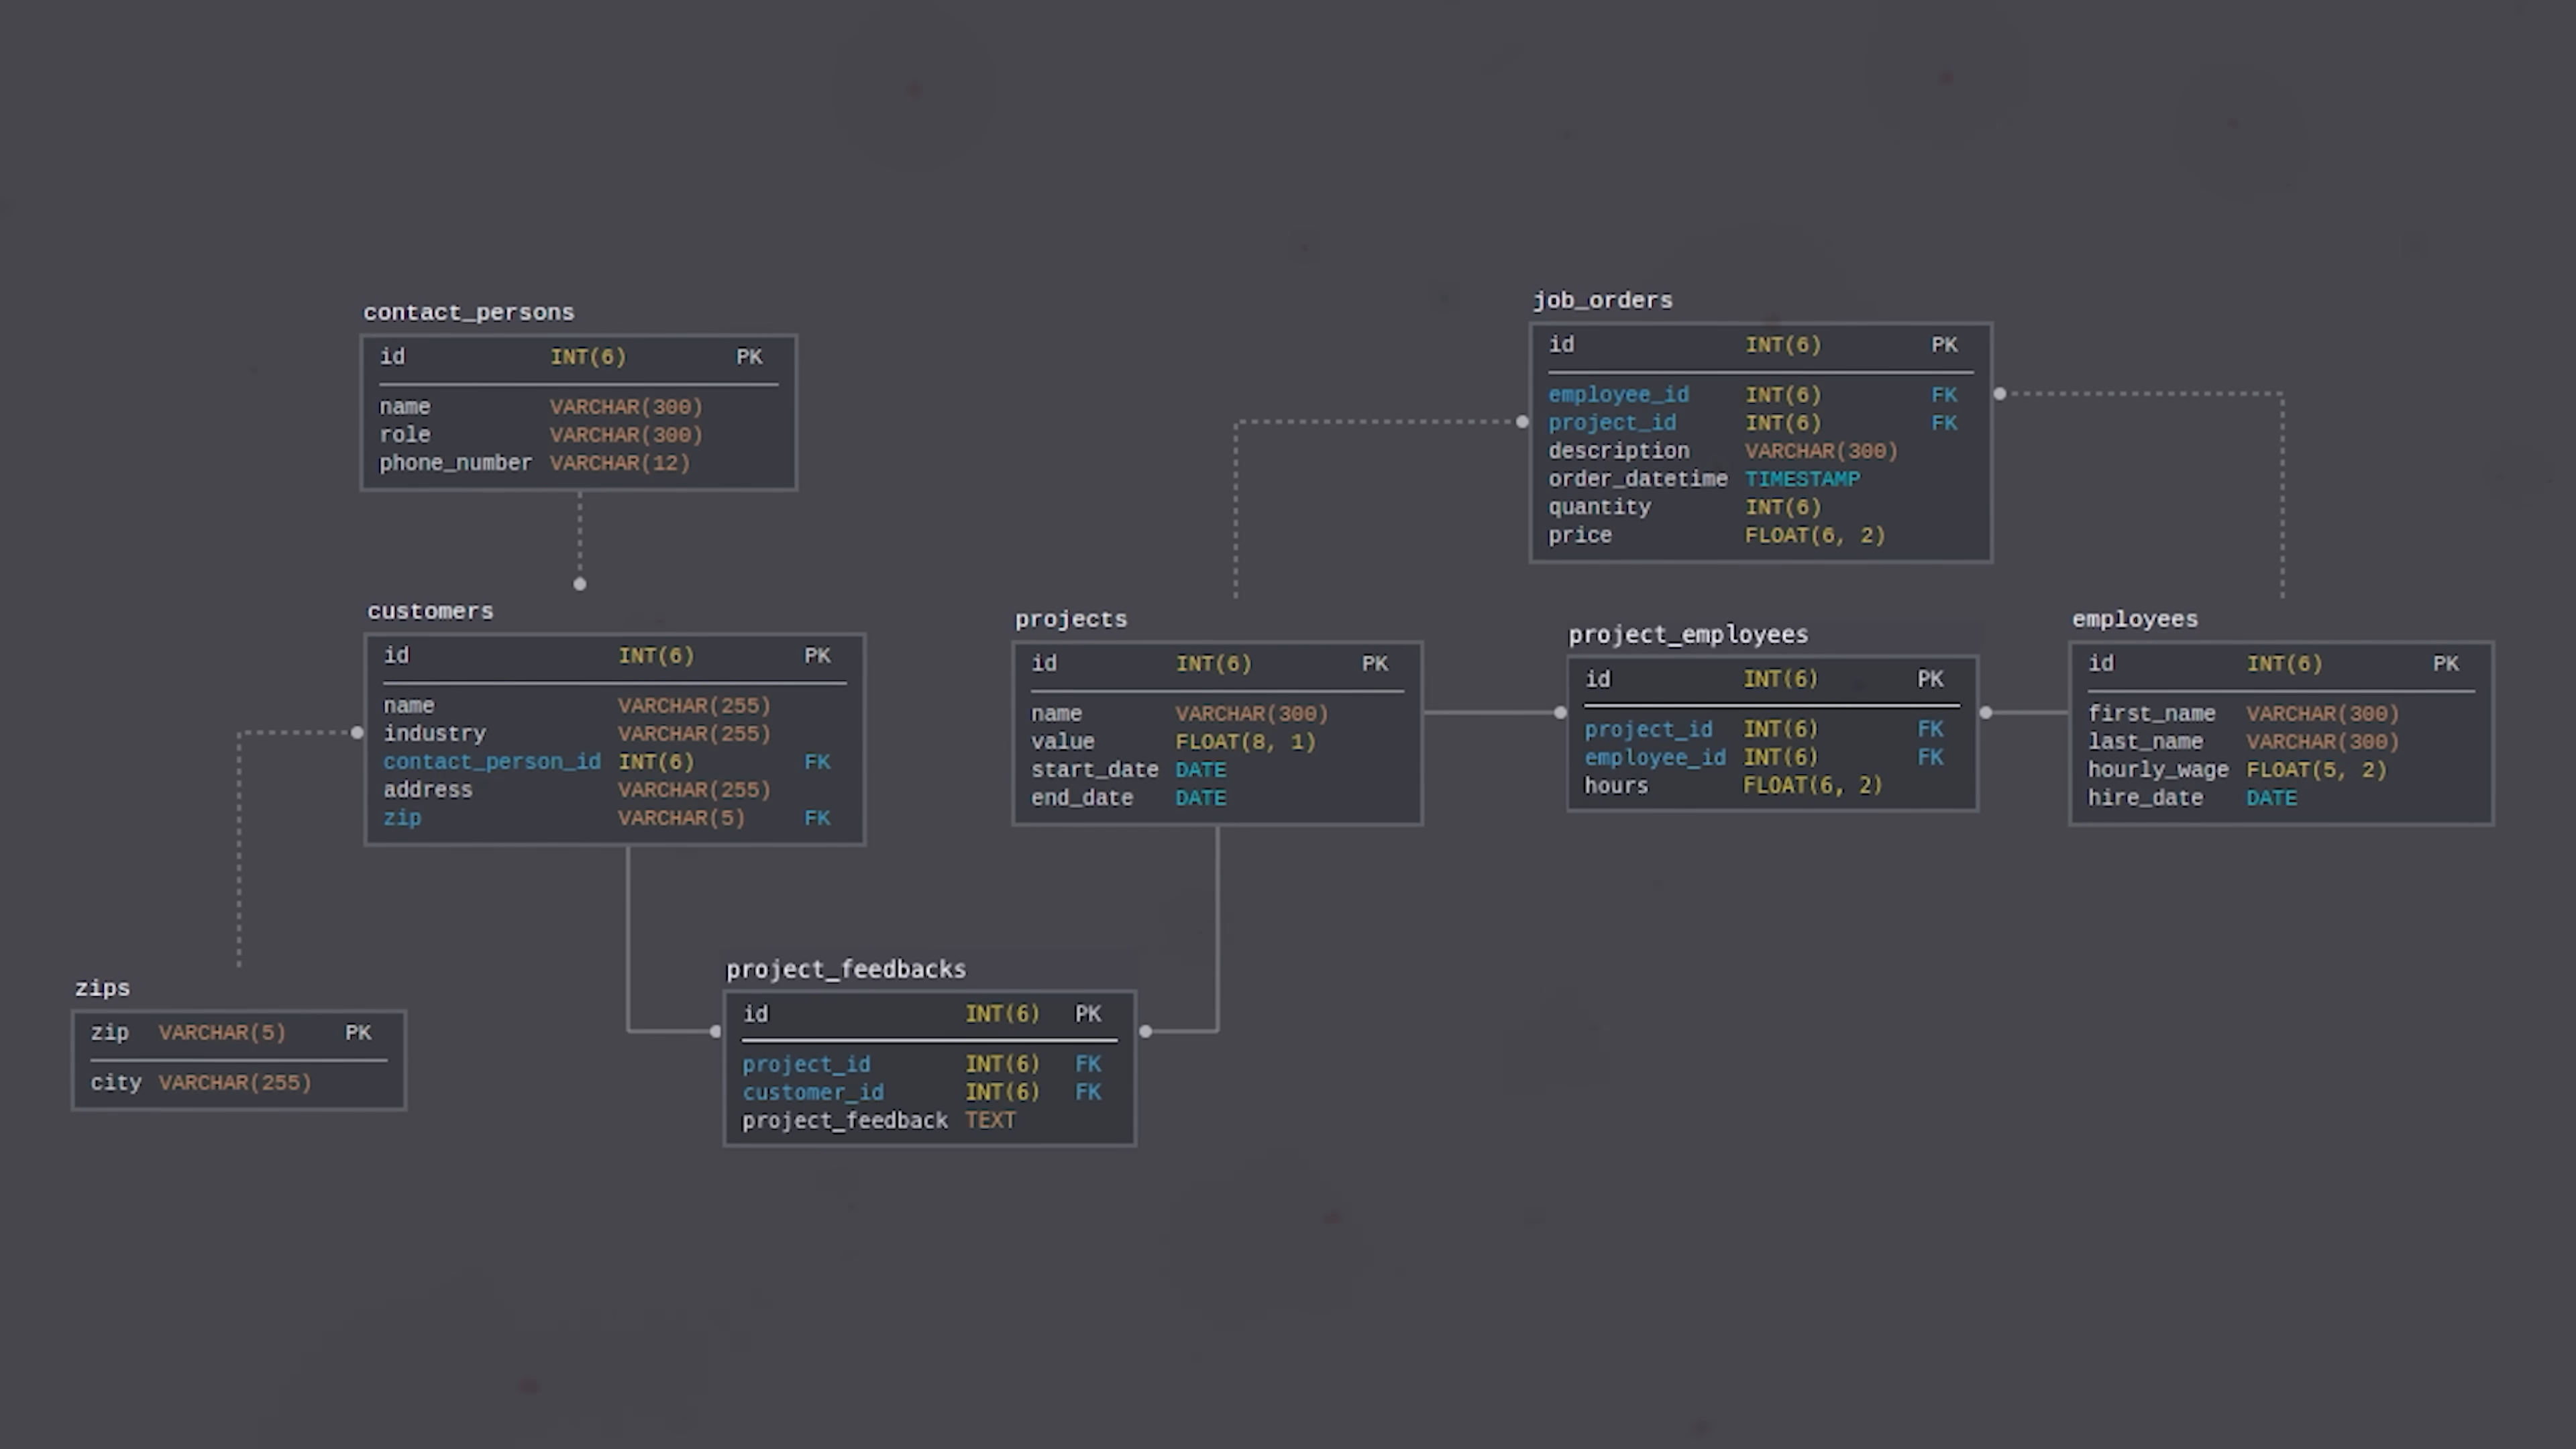 contact_persons
id INT(6) PK
name VARCHAR(300)
role VARCHAR(300)
phone_number VARCHAR(12)
job_orders
id INT(6) PK
employee_id INT(6) FK
project_id INT(6) FK
description VARCHAR(300)
order_datetime TIMESTAMP
quantity INT(6)
price FLOAT(6, 2)
customers
id INT(6) PK
name VARCHAR(255)
industry VARCHAR(255)
contact_person_id INT(6) FK
address VARCHAR(255)
zip VARCHAR(5) FK
projects
id INT(6) PK
name VARCHAR(300)
value FLOAT(8, 1)
start_date DATE
end_date DATE
project_employees
id INT(6) PK
project_id INT(6) FK
employee_id INT(6) FK
hours FLOAT(6, 2)
employees
id INT(6) PK
first_name VARCHAR(300)
last_name VARCHAR(300)
hourly_wage FLOAT(5, 2)
hire_date DATE
zips
zip VARCHAR(5) PK
city VARCHAR(255)
project_feedbacks
id INT(6) PK
project_id INT(6) FK
customer_id INT(6) FK
project_feedback TEXT